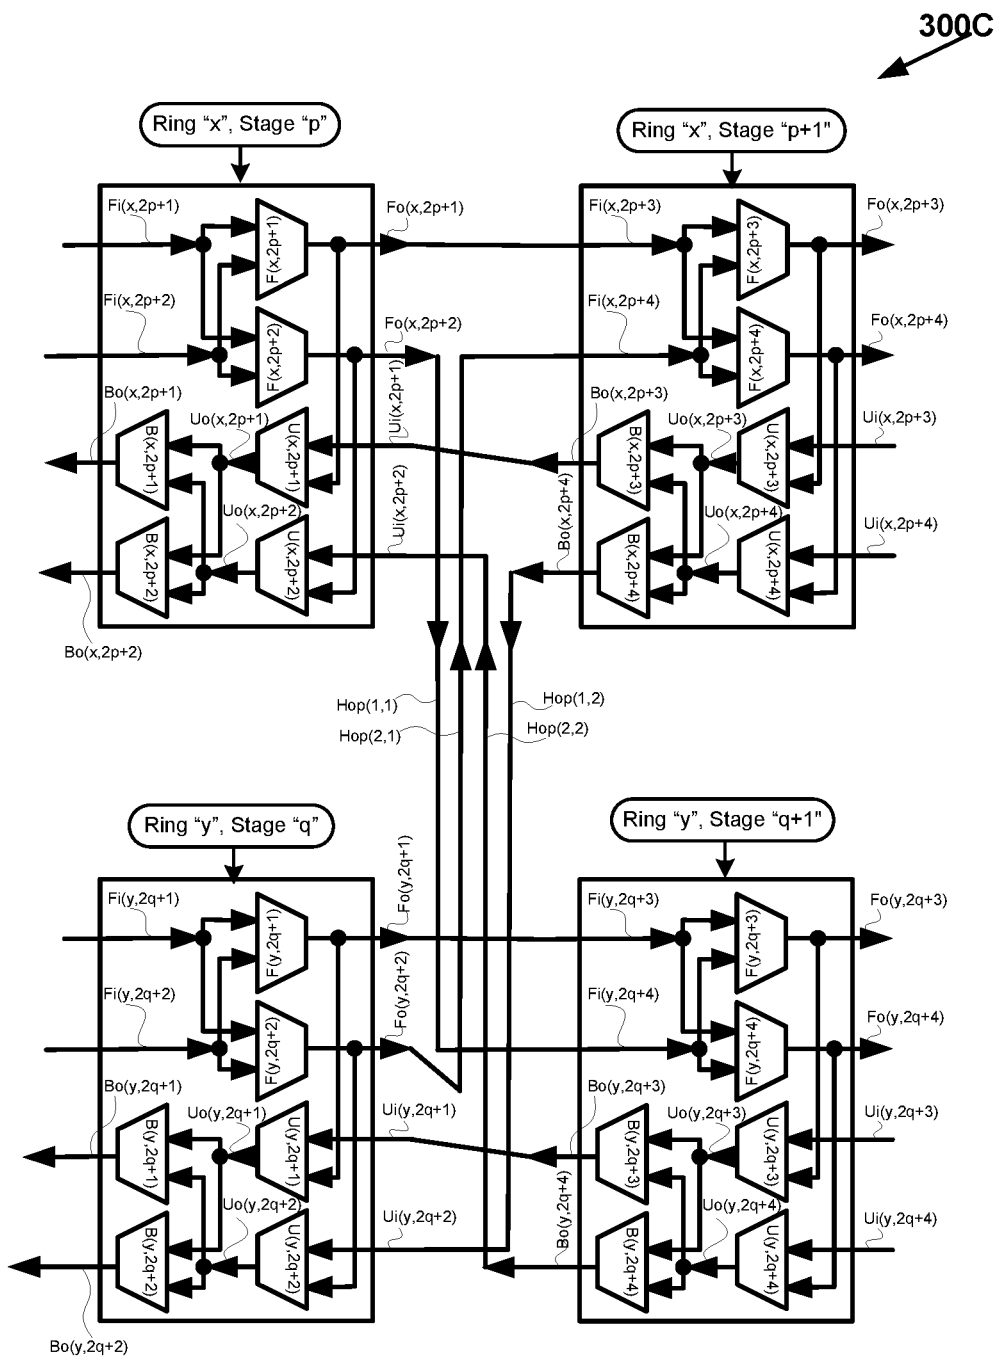 300C
Ring “x”, Stage “p”
Ring “x”, Stage “p+1"
Fi(x,2p+1)
F(x,2p+1)
Fo(x,2p+1)
Fi(x,2p+3)
F(x,2p+3)
Fo(x,2p+3)
Fi(x,2p+2)
F(x,2p+2)
Fo(x,2p+2)
Fi(x,2p+4)
F(x,2p+4)
Fo(x,2p+4)
Bo(x,2p+1)
B(x,2p+1)
Uo(x,2p+1)
U(x,2p+1)
Ui(x,2p+1)
Bo(x,2p+3)
B(x,2p+3)
Uo(x,2p+3)
U(x,2p+3)
Ui(x,2p+3)
Bo(x,2p+2)
B(x,2p+2)
Uo(x,2p+2)
U(x,2p+2)
Ui(x,2p+2)
Bo(x,2p+4)
B(x,2p+4)
Uo(x,2p+4)
U(x,2p+4)
Ui(x,2p+4)
Hop(1,1)
Hop(1,2)
Hop(2,1)
Hop(2,2)
Ring “y”, Stage “q”
Ring “y”, Stage “q+1"
Fi(y,2q+1)
F(y,2q+1)
Fo(y,2q+1)
Fi(y,2q+3)
F(y,2q+3)
Fo(y,2q+3)
Fi(y,2q+2)
F(y,2q+2)
Fo(y,2q+2)
Fi(y,2q+4)
F(y,2q+4)
Fo(y,2q+4)
Bo(y,2q+1)
B(y,2q+1)
Uo(y,2q+1)
U(y,2q+1)
Ui(y,2q+1)
Bo(y,2q+3)
B(y,2q+3)
Uo(y,2q+3)
U(y,2q+3)
Ui(y,2q+3)
Bo(y,2q+2)
B(y,2q+2)
Uo(y,2q+2)
U(y,2q+2)
Ui(y,2q+2)
Bo(y,2q+4)
B(y,2q+4)
Uo(y,2q+4)
U(y,2q+4)
Ui(y,2q+4)